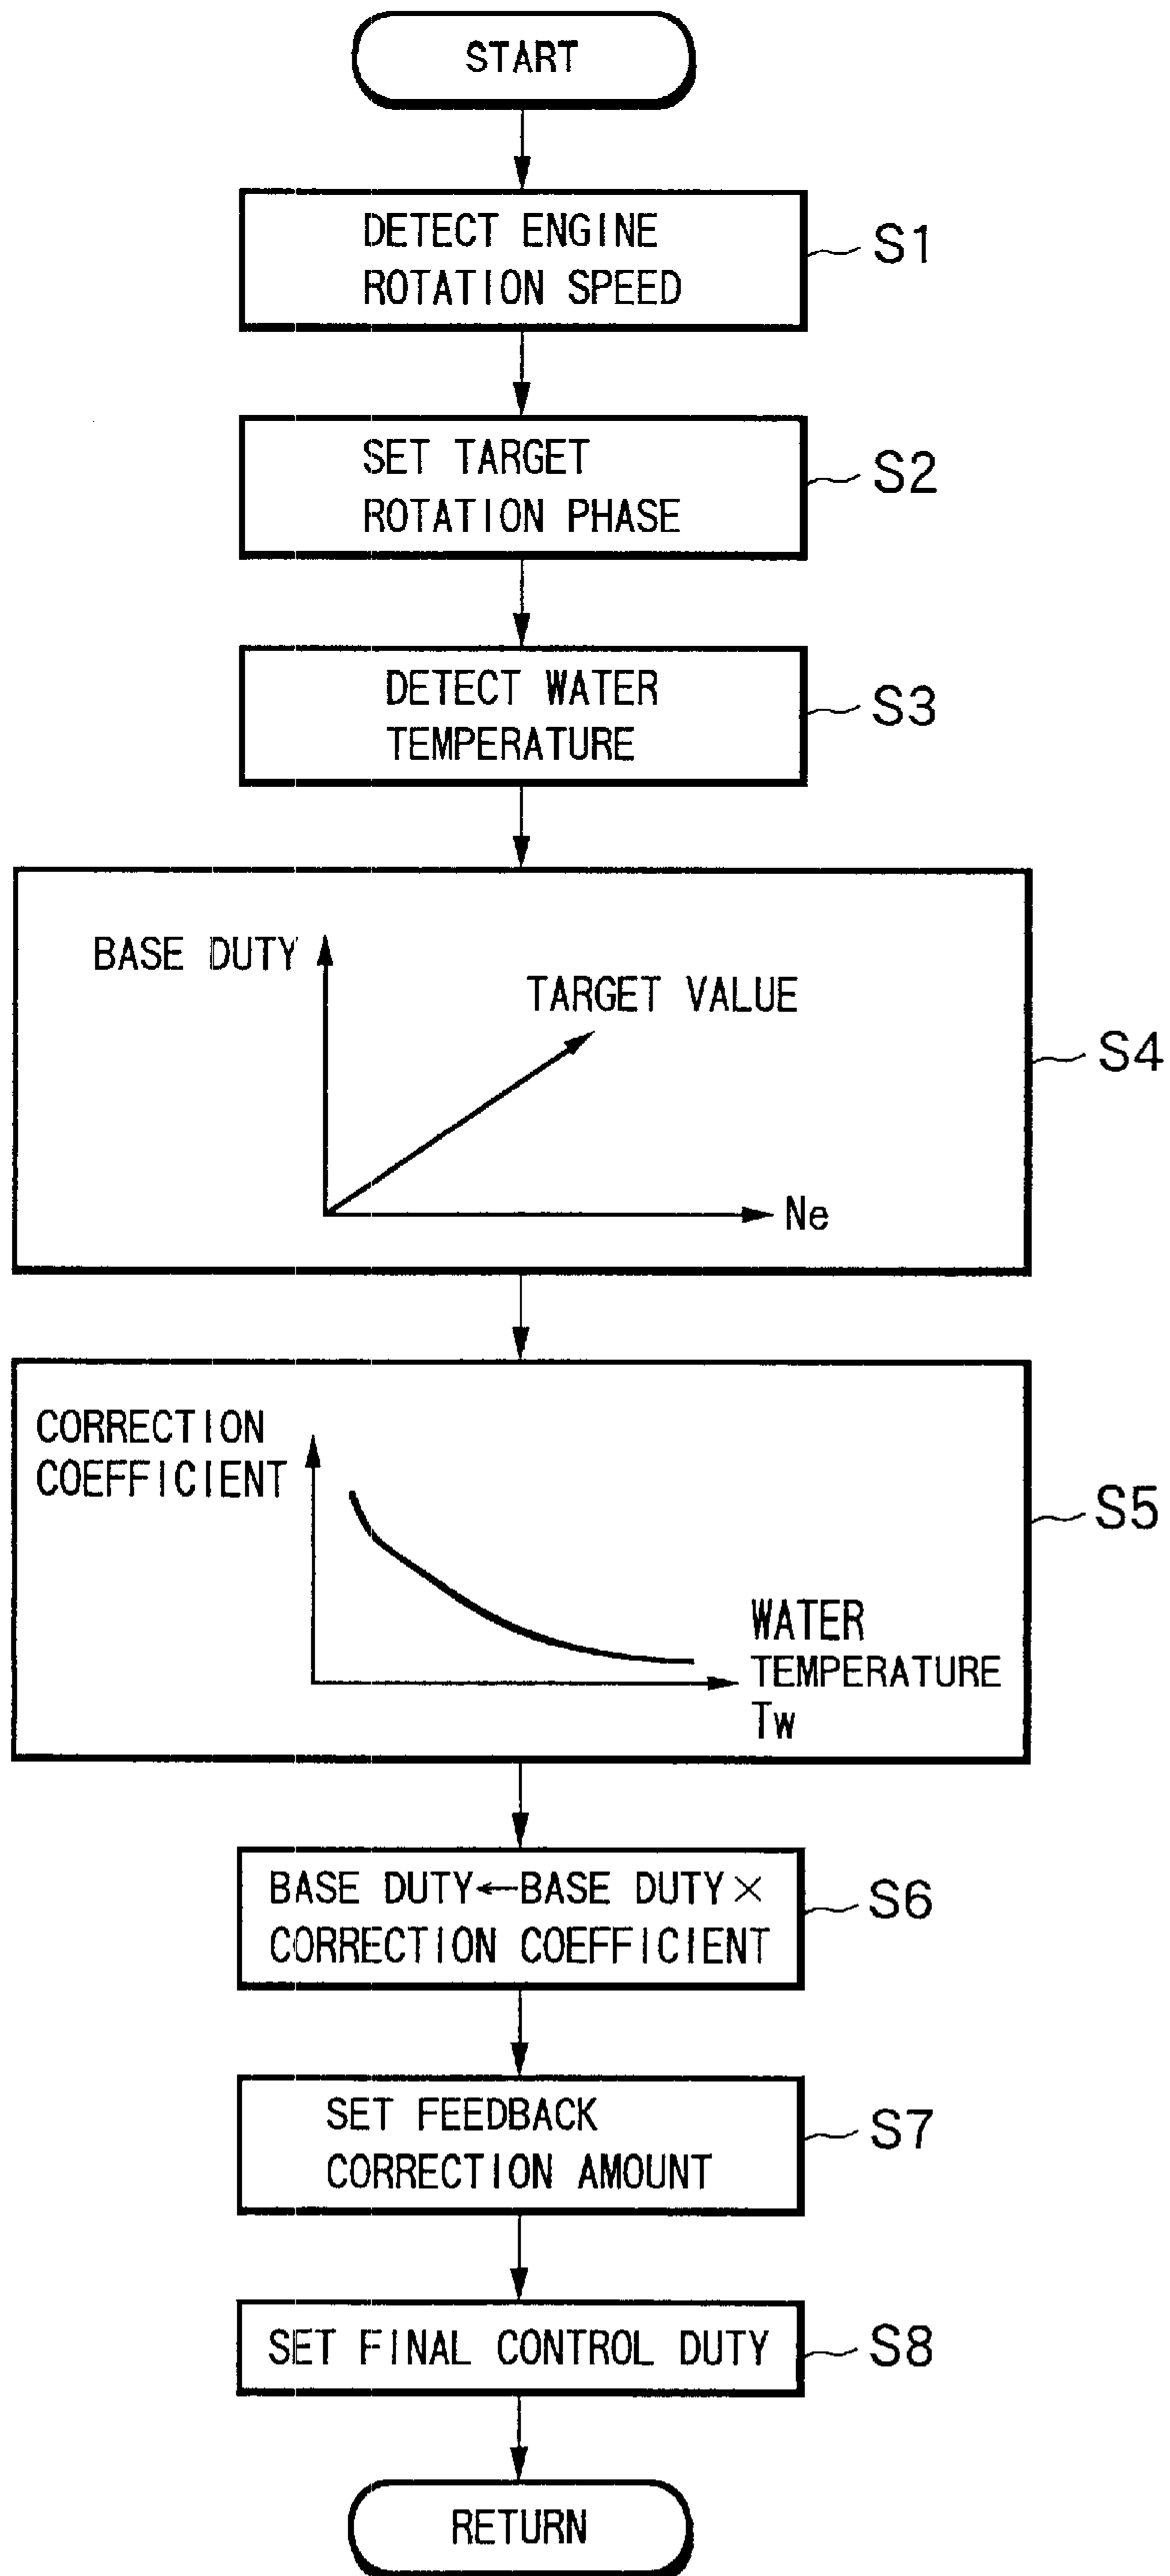 START
DETECT ENGINE
ROTATION SPEED
S1
SET TARGET
ROTATION PHASE
S2
DETECT WATER
TEMPERATURE
S3
BASE DUTY
TARGET VALUE
Ne
S4
CORRECTION
COEFFICIENT
WATER
TEMPERATURE
Tw
S5
BASE DUTY←BASE DUTY×
CORRECTION COEFFICIENT
S6
SET FEEDBACK
CORRECTION AMOUNT
S7
SET FINAL CONTROL DUTY
S8
RETURN